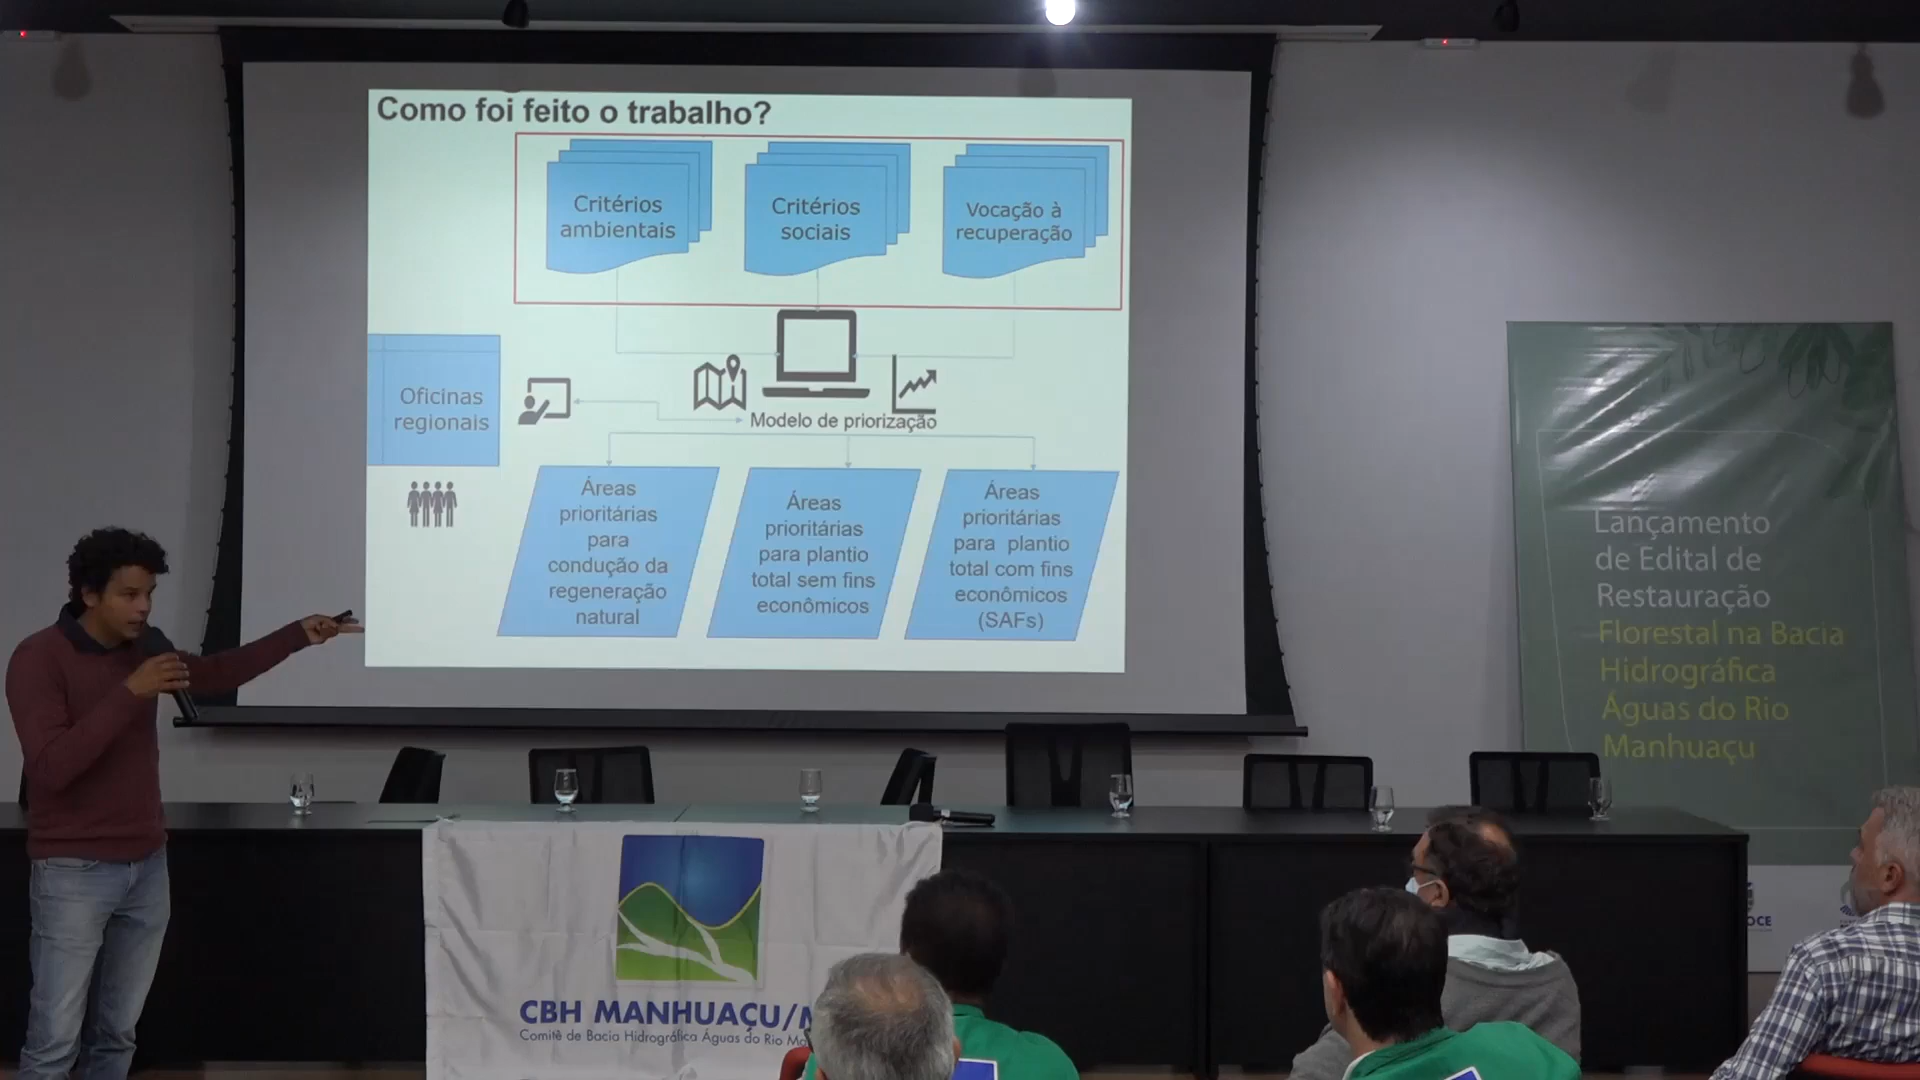 Como foi feito o trabalho?
Critérios
ambientais
Critérios
sociais
Vocação à
recuperação
Oficinas
regionais
Modelo de priorização
Áreas
prioritárias
para
condução da
regeneração
natural
Áreas
prioritárias
para plantio
total sem fins
econômicos
Áreas
prioritárias
para plantio
total com fins
econômicos
(SAFs)
Lançamento
de Edital de
Restauração
Florestal na Bacia
Hidrográfica
Águas do Rio
Manhuaçu
OCE
CBH MANHUAÇU/
Comitê de Bacia Hidrográfica Águas do Rio Ma